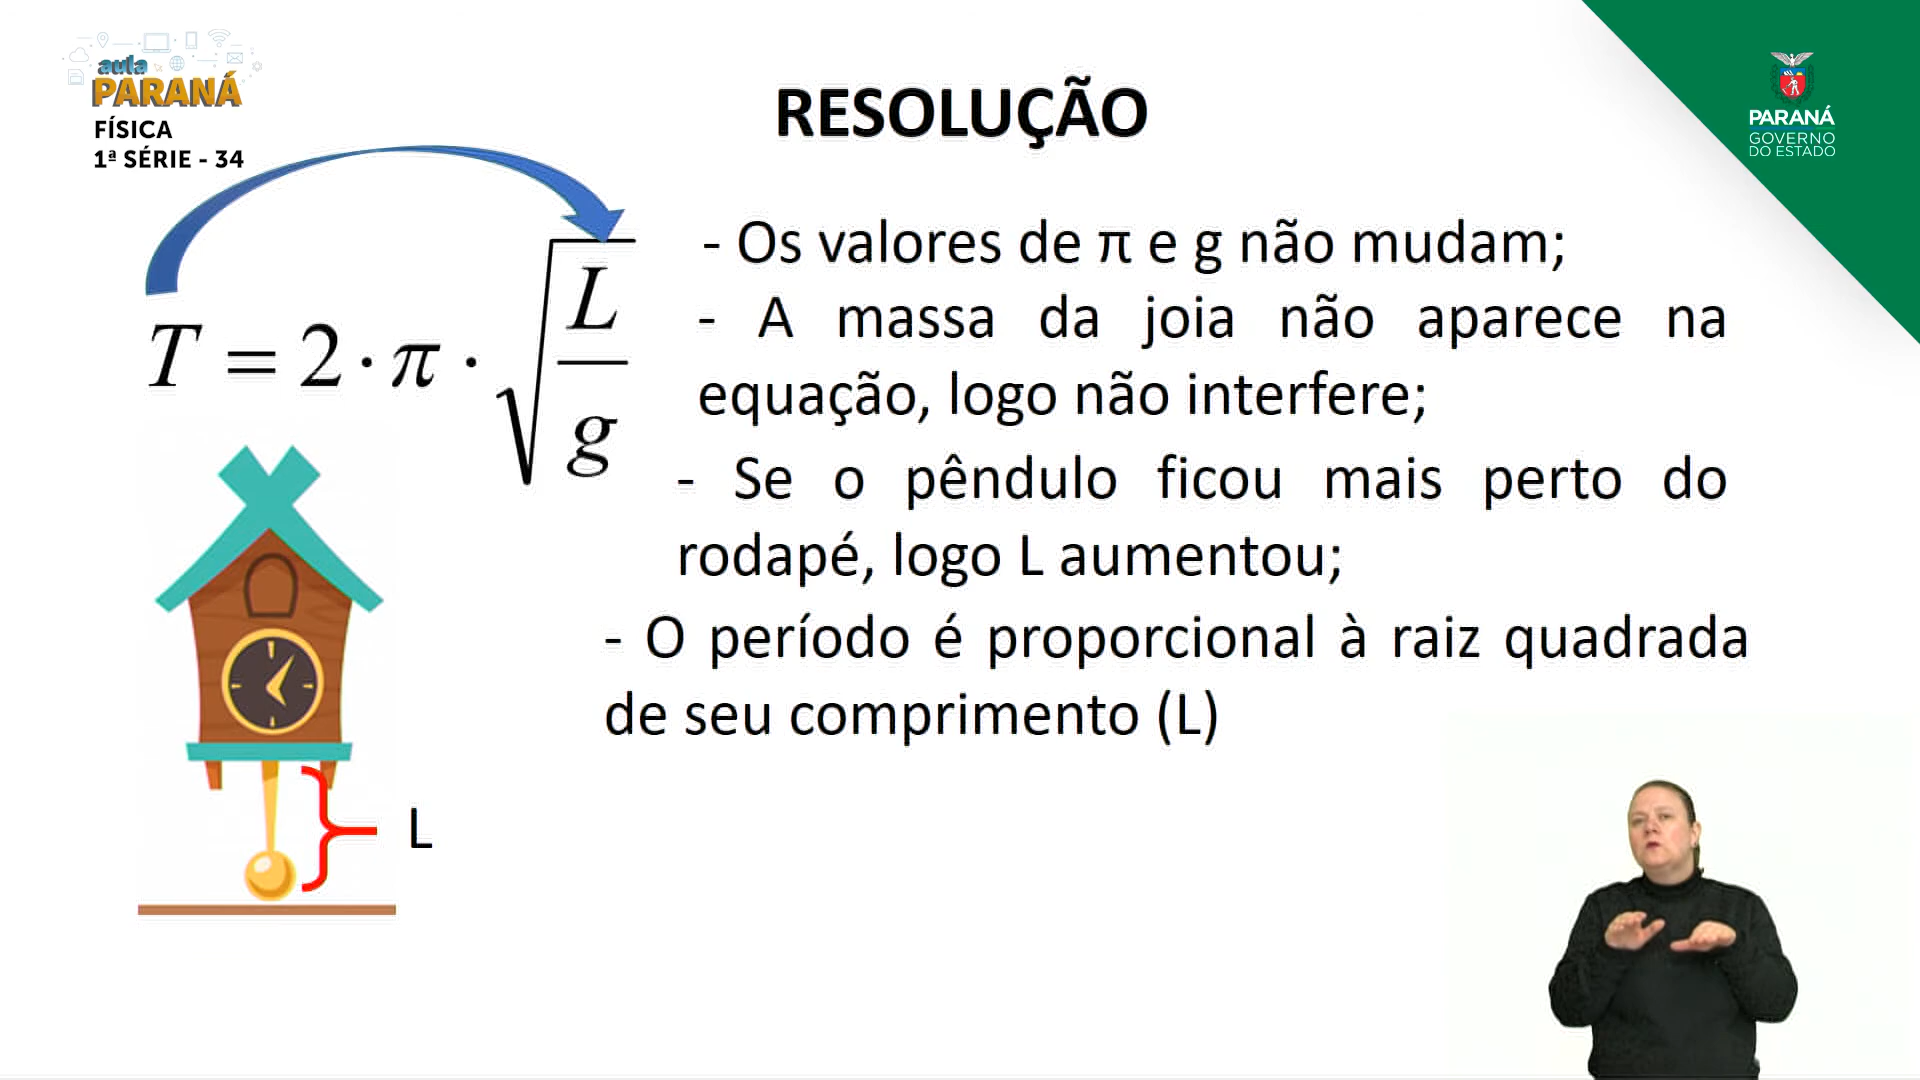 aula
PARANÁ
FÍSICA
1ª SÉRIE - 34
RESOLUÇÃO
PARANÁ
GOVERNO
DO ESTADO
T = 2 · π · √(L/g)
- Os valores de π e g não mudam;
- A massa da joia não aparece na
equação, logo não interfere;
- Se o pêndulo ficou mais perto do
rodapé, logo L aumentou;
- O período é proporcional à raiz quadrada
de seu comprimento (L)
L